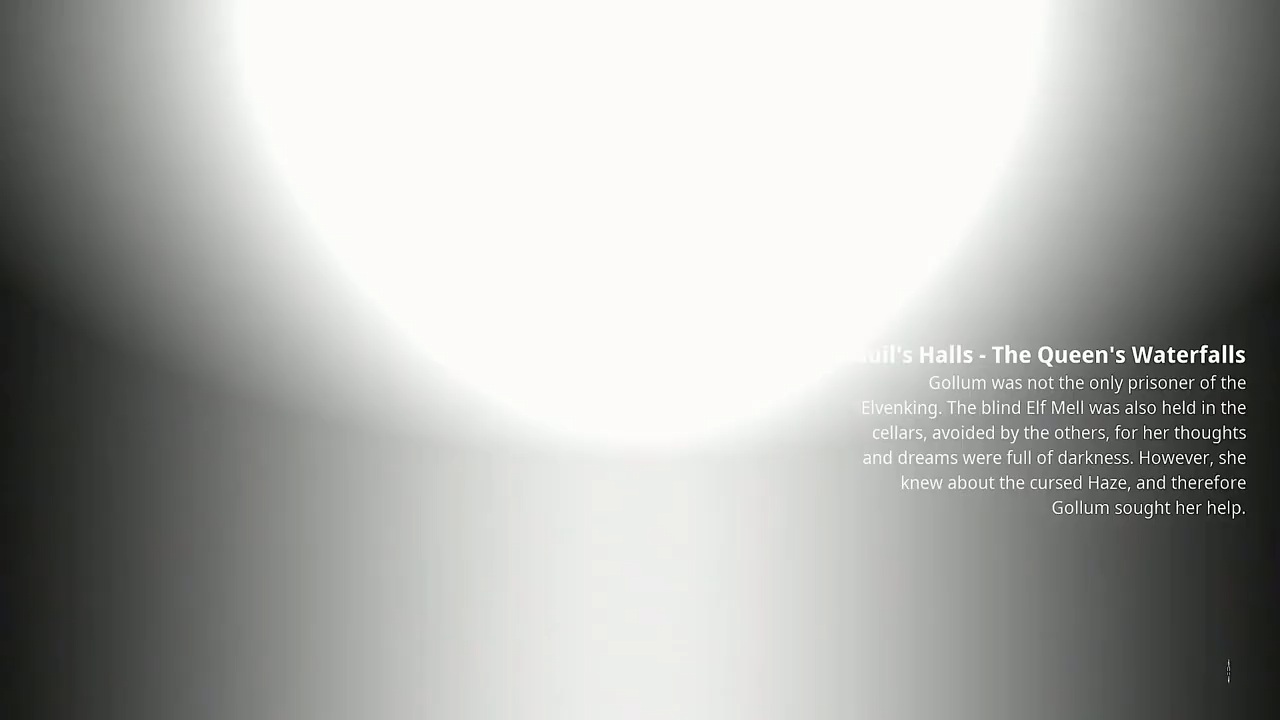 Halls - The Queen's Waterfalls
Gollum was not the only prisoner of the
Elvenking. The blind Elf Mell was also held in the
cellars, avoided by the others, for her thoughts
and dreams were full of darkness. However, she
knew about the cursed Haze, and therefore
Gollum sought her help.